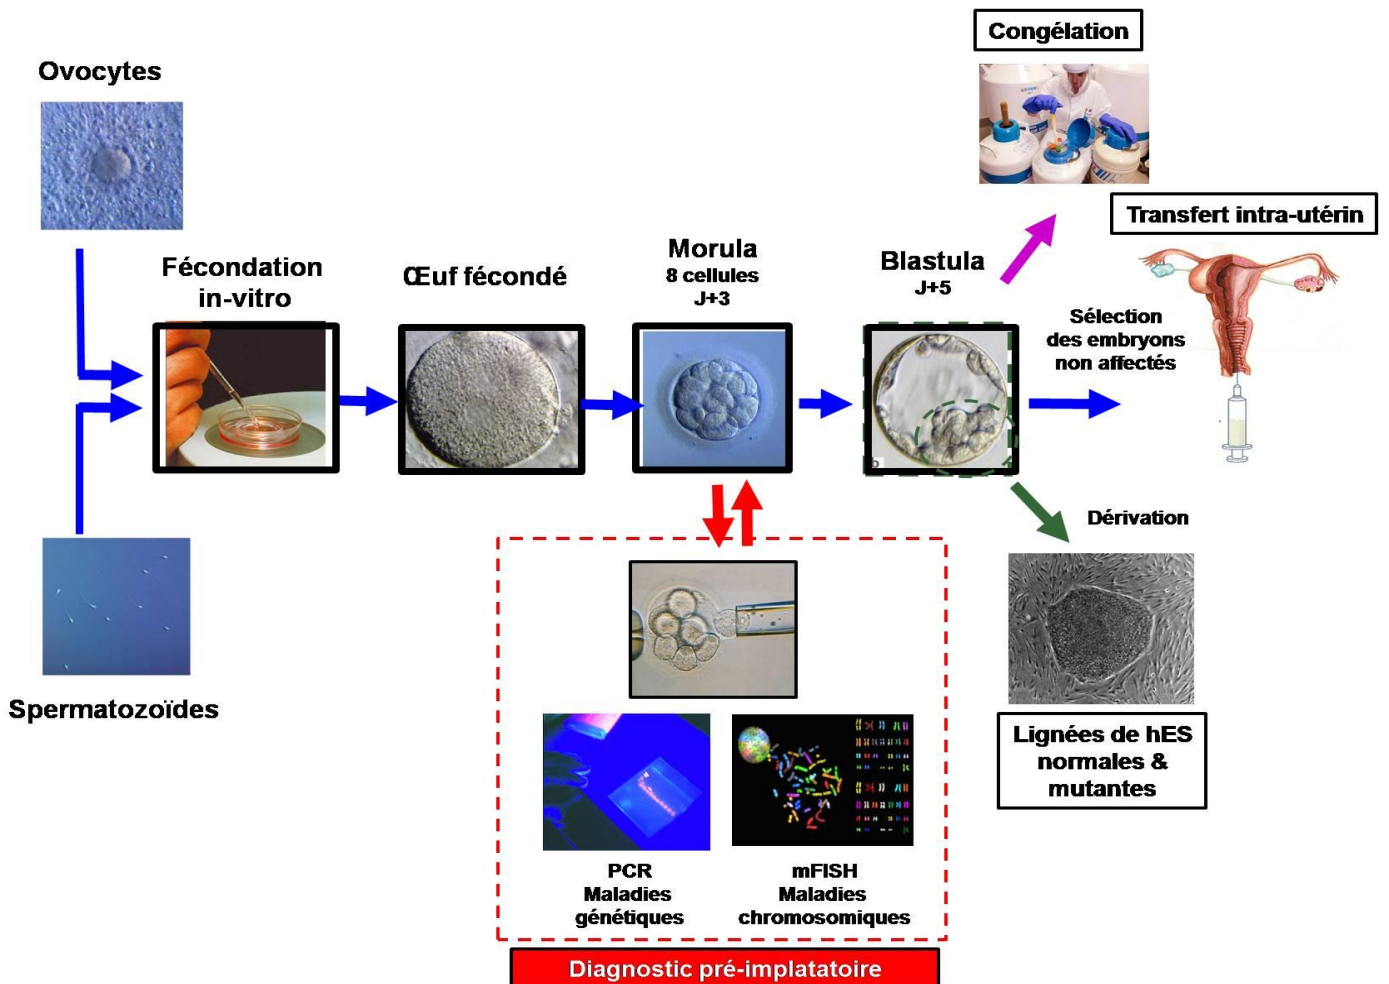 Congélation
Ovocytes
Transfert intra-utérin
Fécondation
in-vitro
Œuf fécondé
Morula
8 cellules
J+3
Blastula
J+5
Sélection
des embryons
non affectés
Dérivation
Spermatozoïdes
Lignées de hES
normales &
mutantes
PCR
Maladies
génétiques
mFISH
Maladies
chromosomiques
Diagnostic pré-implatatoire